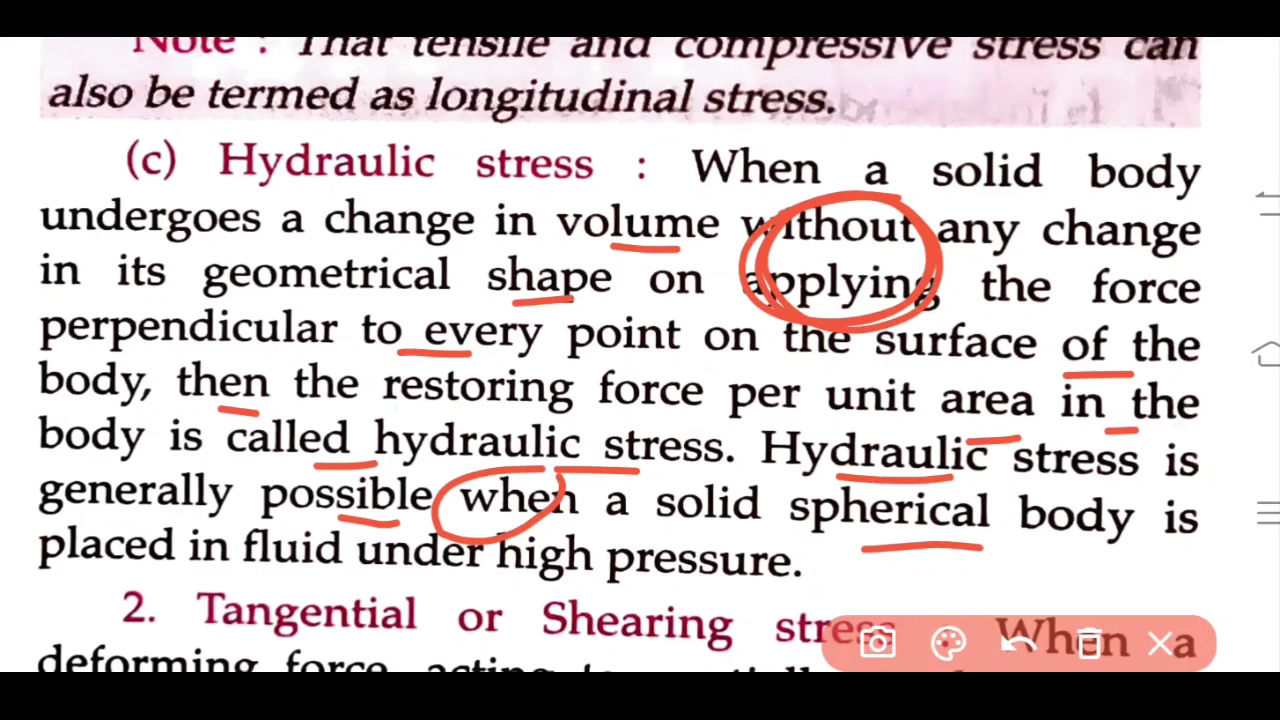 Note : That tensile and compressive stress can
also be termed as longitudinal stress.
(c) Hydraulic stress : When a solid body
undergoes a change in volume without any change
in its geometrical shape on applying the force
perpendicular to every point on the surface of the
body, then the restoring force per unit area in the
body is called hydraulic stress. Hydraulic stress is
generally possible when a solid spherical body is
placed in fluid under high pressure.
2. Tangential or Shearing stress When a
deforming force acting